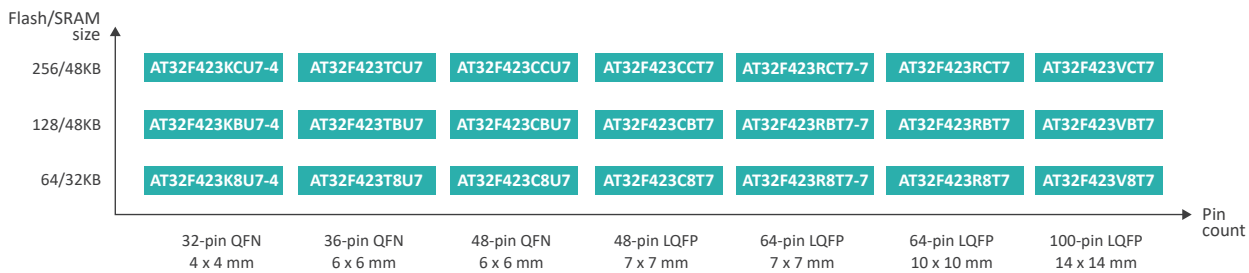 Flash/SRAM
size
256/48KB
AT32F423KCU7-4 AT32F423TCU7 AT32F423CCU7 AT32F423CCT7 AT32F423RCT7-7 AT32F423RCT7 AT32F423VCT7
128/48KB
AT32F423KBU7-4 AT32F423TBU7 AT32F423CBU7 AT32F423CBT7 AT32F423RBT7-7 AT32F423RBT7 AT32F423VBT7
64/32KB
AT32F423K8U7-4 AT32F423T8U7 AT32F423C8U7 AT32F423C8T7 AT32F423R8T7-7 AT32F423R8T7 AT32F423V8T7
Pin
count
32-pin QFN 36-pin QFN 48-pin QFN 48-pin LQFP 64-pin LQFP 64-pin LQFP 100-pin LQFP
4 x 4 mm 6 x 6 mm 6 x 6 mm 7 x 7 mm 7 x 7 mm 10 x 10 mm 14 x 14 mm